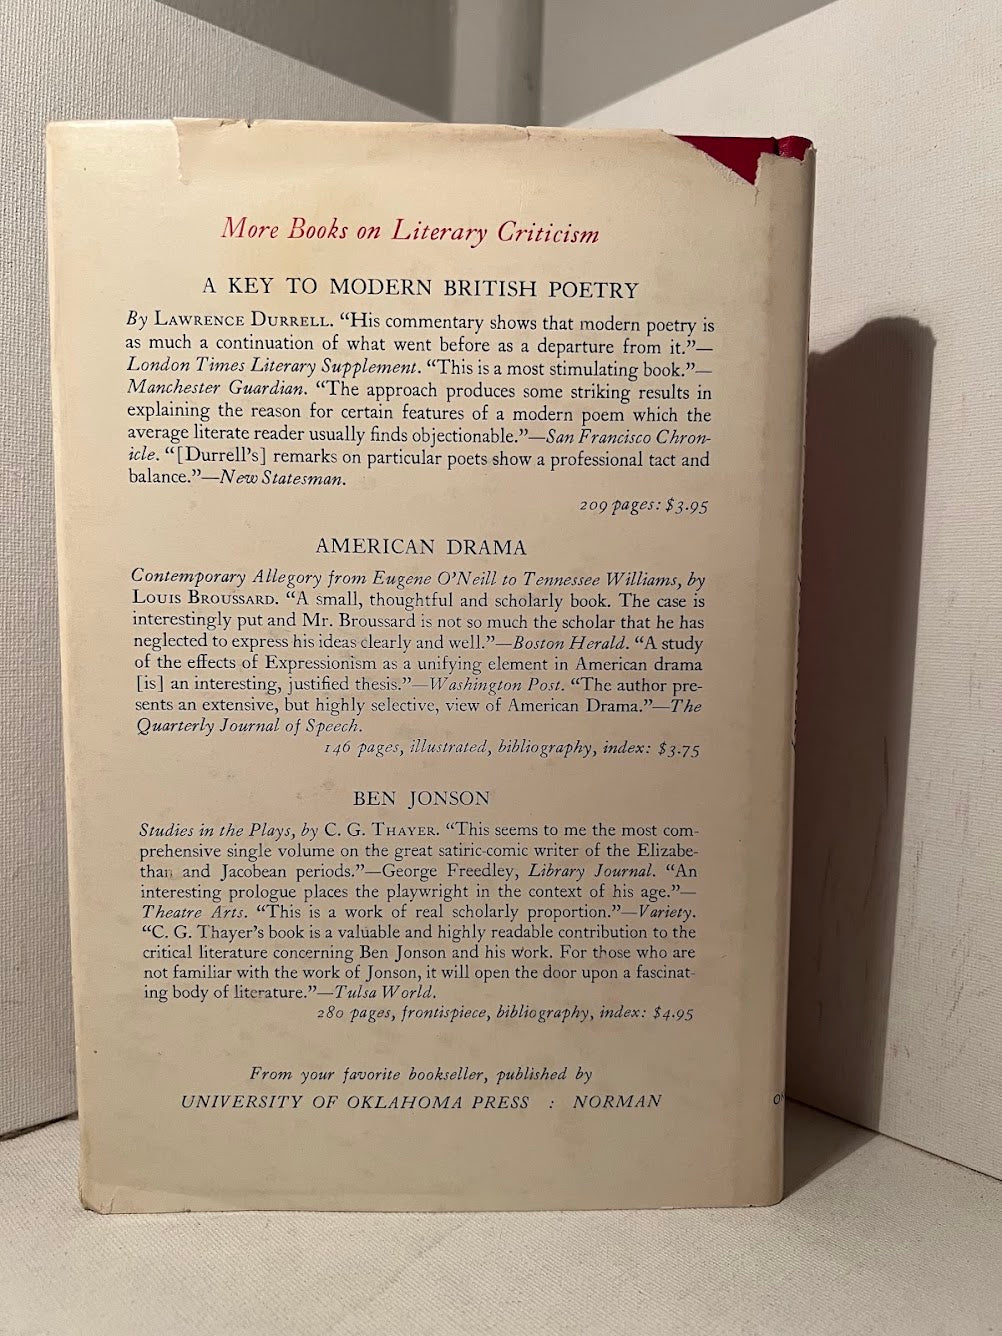 More Books on Literary Criticism
A KEY TO MODERN BRITISH POETRY
By LAWRENCE DURRELL. “His commentary shows that modern poetry is
as much a continuation of what went before as a departure from it.”—
London Times Literary Supplement. “This is a most stimulating book.”—
Manchester Guardian. “The approach produces some striking results in
explaining the reason for certain features of a modern poem which the
average literate reader usually finds objectionable.”—San Francisco Chron-
icle. “[Durrell’s] remarks on particular poets show a professional tact and
balance.”—New Statesman.
209 pages: $3.95
AMERICAN DRAMA
Contemporary Allegory from Eugene O’Neill to Tennessee Williams, by
LOUIS BROUSSARD. “A small, thoughtful and scholarly book. The case is
interestingly put and Mr. Broussard is not so much the scholar that he has
neglected to express his ideas clearly and well.”—Boston Herald. “A study
of the effects of Expressionism as a unifying element in American drama
[is] an interesting, justified thesis.”—Washington Post. “The author pre-
sents an extensive, but highly selective, view of American Drama.”—The
Quarterly Journal of Speech.
146 pages, illustrated, bibliography, index: $3.75
BEN JONSON
Studies in the Plays, by C. G. THAYER. “This seems to me the most com-
prehensive single volume on the great satiric-comic writer of the Elizabe-
than and Jacobean periods.”—George Freedley, Library Journal. “An
interesting prologue places the playwright in the context of his age.”—
Theatre Arts. “This is a work of real scholarly proportion.”—Variety.
“C. G. Thayer’s book is a valuable and highly readable contribution to the
critical literature concerning Ben Jonson and his work. For those who are
not familiar with the work of Jonson, it will open the door upon a fascinat-
ing body of literature.”—Tulsa World.
280 pages, frontispiece, bibliography, index: $4.95
From your favorite bookseller, published by
UNIVERSITY OF OKLAHOMA PRESS : NORMAN